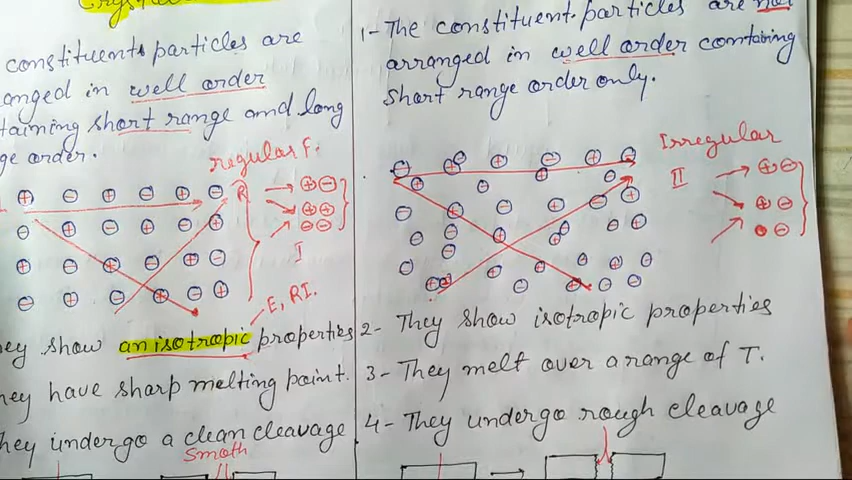 constituents particles are
anged in well order
taining short range and long
ge order.
regular f.
R
I
E, RI.
hey show anisotropic properties
hey have sharp melting point.
hey undergo a clean cleavage
Smoth
1- The constituent particles are not
arranged in well order containing
short range order only.
Irregular
II
2- They show isotropic properties
3- They melt over a range of T.
4- They undergo rough cleavage